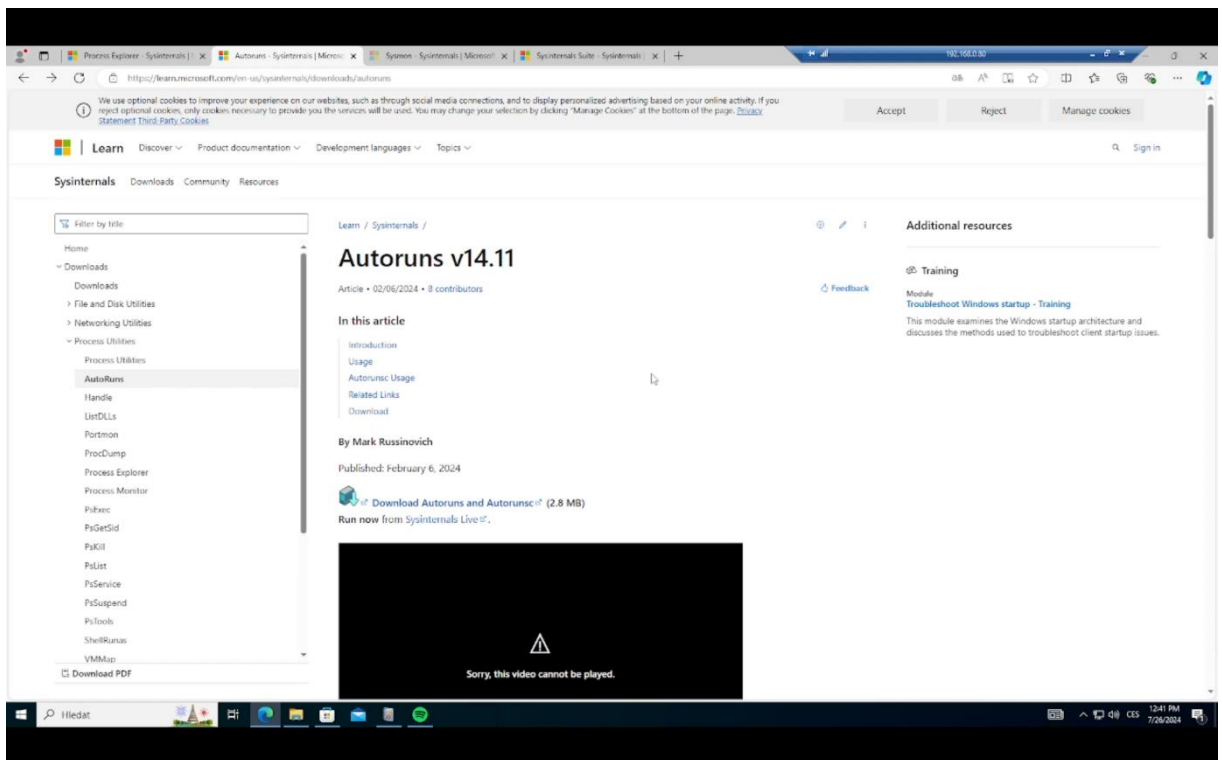 Process Explorer - Sysinternals |
Autoruns - Sysinternals | Microsc
Sysmon - Sysinternals | Microsoft
Sysinternals Suite - Sysinternals |
192.168.0.80
https://learn.microsoft.com/en-us/sysinternals/downloads/autoruns
We use optional cookies to improve your experience on our websites, such as through social media connections, and to display personalized advertising based on your online activity. If you
reject optional cookies, only cookies necessary to provide you the services will be used. You may change your selection by clicking "Manage Cookies" at the bottom of the page. Privacy
Statement Third-Party Cookies
Accept
Reject
Manage cookies
Learn Discover Product documentation Development languages Topics
Sign in
Sysinternals Downloads Community Resources
Filter by title
Home
Downloads
Downloads
File and Disk Utilities
Networking Utilities
Process Utilities
Process Utilities
AutoRuns
Handle
ListDLLs
Portmon
ProcDump
Process Explorer
Process Monitor
PsExec
PsGetSid
PsKill
PsList
PsService
PsSuspend
PsTools
ShellRunas
VMMap
Download PDF
Learn / Sysinternals /
Autoruns v14.11
Article • 02/06/2024 • 8 contributors
Feedback
In this article
Introduction
Usage
Autorunsc Usage
Related Links
Download
By Mark Russinovich
Published: February 6, 2024
Download Autoruns and Autorunsc (2.8 MB)
Run now from Sysinternals Live.
Sorry, this video cannot be played.
Additional resources
Training
Module
Troubleshoot Windows startup - Training
This module examines the Windows startup architecture and
discusses the methods used to troubleshoot client startup issues.
Hledat
CES
12:41 PM
7/26/2024